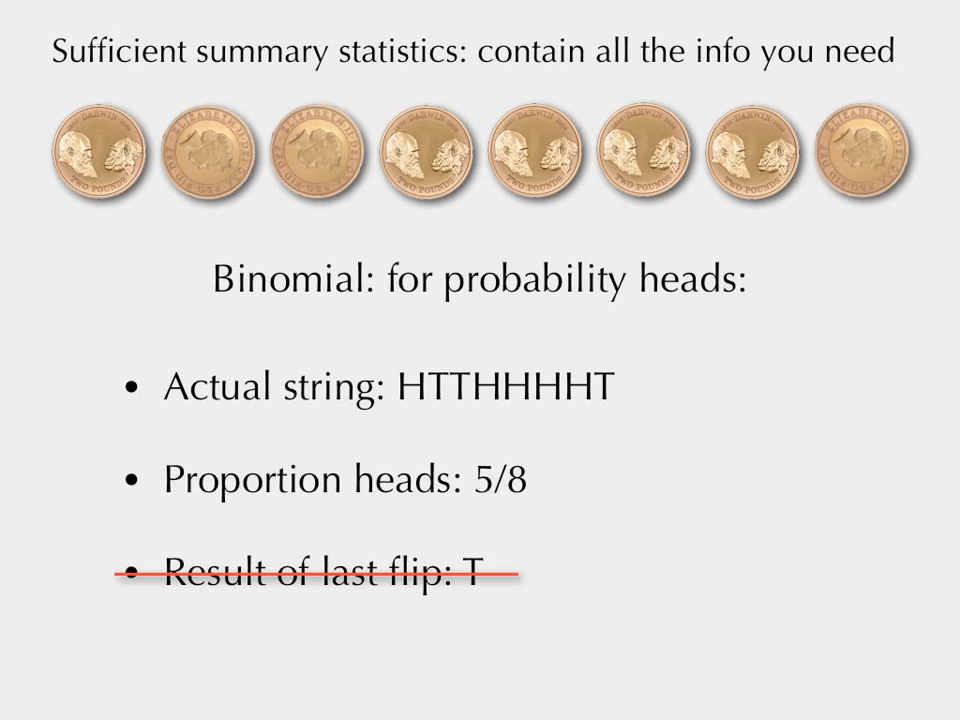 Sufficient summary statistics: contain all the info you need
Binomial: for probability heads:
• Actual string: HTTHHHHT
• Proportion heads: 5/8
• Result of last flip: T